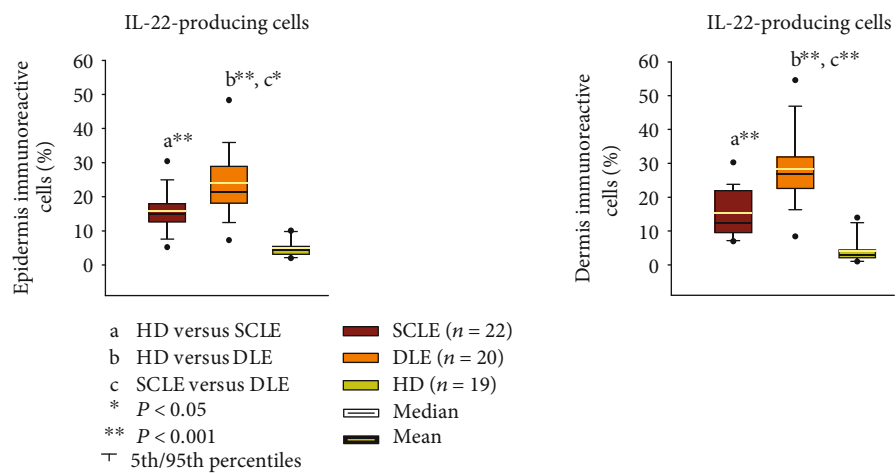 IL-22-producing cells
Epidermis immunoreactive
cells (%)
60
50
40
30
20
10
0
a**
b**, c*
IL-22-producing cells
Dermis immunoreactive
cells (%)
60
50
40
30
20
10
0
a**
b**, c**
a HD versus SCLE
b HD versus DLE
c SCLE versus DLE
* P < 0.05
** P < 0.001
5th/95th percentiles
SCLE (n = 22)
DLE (n = 20)
HD (n = 19)
Median
Mean